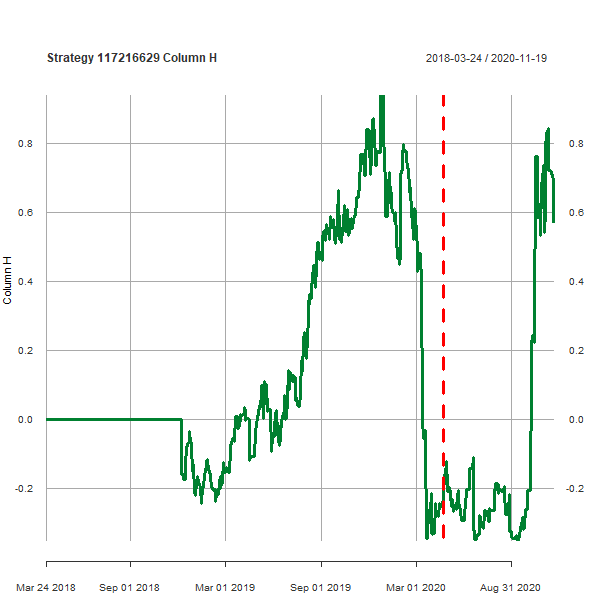 Strategy 117216629 Column H
2018-03-24 / 2020-11-19
Column H
0.8
0.6
0.4
0.2
0.0
-0.2
0.8
0.6
0.4
0.2
0.0
-0.2
Mar 24 2018
Sep 01 2018
Mar 01 2019
Sep 01 2019
Mar 01 2020
Aug 31 2020